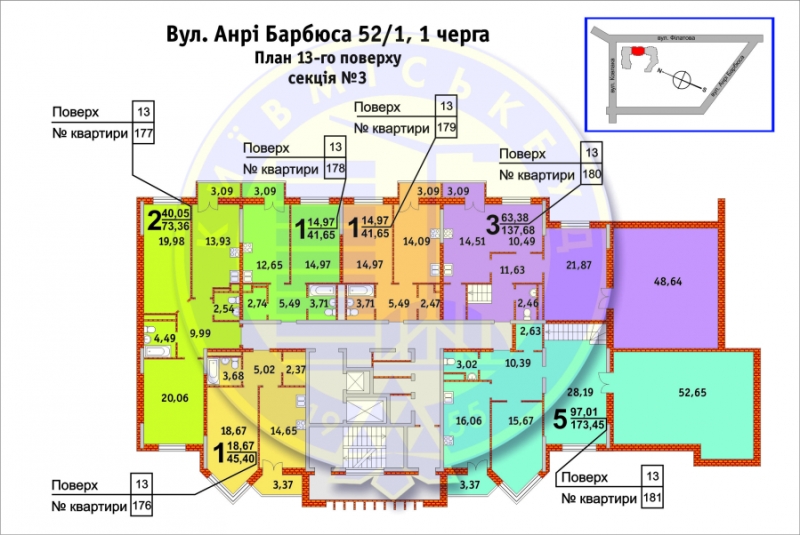 Вул. Анрі Барбюса 52/1, 1 черга
План 13-го поверху
секція №3
вул. Філатова
вул. Ковпака
вул. Анрі Барбюса
N
S
Поверх 13
№ квартири 177
Поверх 13
№ квартири 178
Поверх 13
№ квартири 179
Поверх 13
№ квартири 180
3,09
3,09
3,09
3,09
2 40,05
73,36
19,98
13,93
1 14,97
41,65
12,65
14,97
1 14,97
41,65
14,97
14,09
3 63,38
137,68
14,51
10,49
11,63
21,87
48,64
2,54
2,74
5,49
3,71
3,71
5,49
2,47
2,46
4,49
9,99
2,63
3,68
5,02
2,37
3,02
10,39
20,06
18,67
14,65
16,06
15,67
28,19
52,65
1 18,67
45,40
5 97,01
173,45
3,37
3,37
Поверх 13
№ квартири 176
Поверх 13
№ квартири 181
КИЇВМІСЬКБУД
1955